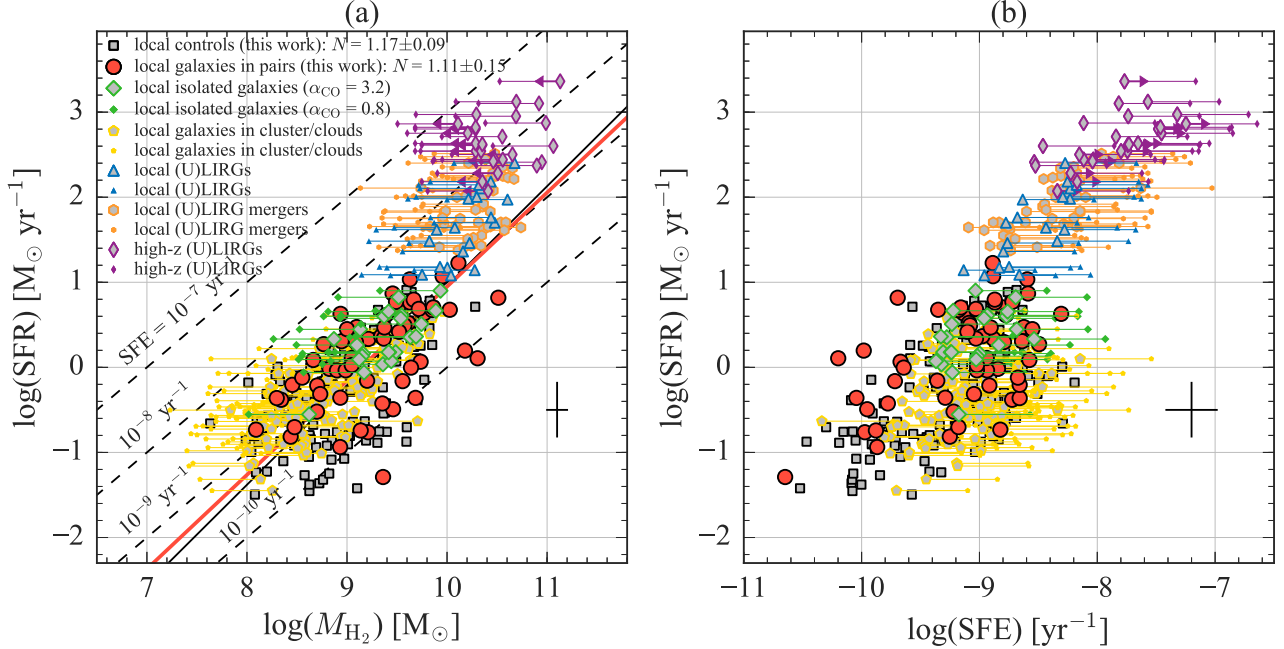 (a)
(b)
local controls (this work): N = 1.17±0.09
local galaxies in pairs (this work): N = 1.11±0.15
local isolated galaxies (α_CO = 3.2)
local isolated galaxies (α_CO = 0.8)
local galaxies in cluster/clouds
local galaxies in cluster/clouds
local (U)LIRGs
local (U)LIRGs
local (U)LIRG mergers
local (U)LIRG mergers
high-z (U)LIRGs
high-z (U)LIRGs
SFE = 10⁻⁷ yr⁻¹
10⁻⁸ yr⁻¹
10⁻⁹ yr⁻¹
10⁻¹⁰ yr⁻¹
log(SFR) [M⊙ yr⁻¹]
3
2
1
0
−1
−2
7
8
9
10
11
log(M_H₂) [M⊙]
log(SFR) [M⊙ yr⁻¹]
3
2
1
0
−1
−2
−11
−10
−9
−8
−7
log(SFE) [yr⁻¹]